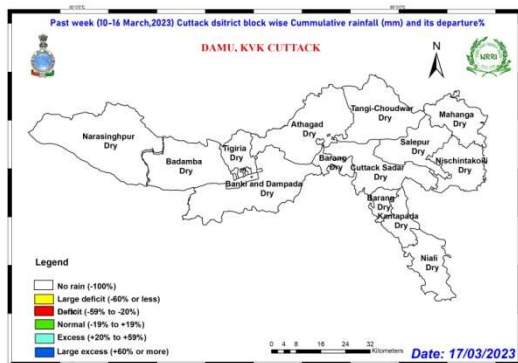 Past week (10-16 March,2023) Cuttack dsitrict block wise Cummulative rainfall (mm) and its departure%
DAMU, KVK CUTTACK
N
NRRI
Tangi-Choudwar
Dry
Mahanga
Dry
Athagad
Dry
Narasinghpur
Dry
Tigiria
Dry
Salepur
Dry
Badamba
Dry
Barang
Dry
Nischintakoili
Dry
Cuttack Sadar
Dry
Banki and Dampada
Dry
Barang
Dry
Kantapada
Dry
Niali
Dry
Legend
No rain (-100%)
Large deficit (-60% or less)
Deficit (-59% to -20%)
Normal (-19% to +19%)
Excess (+20% to +59%)
Large excess (+60% or more)
0 4 8 16 24 32
Kilometers
Date: 17/03/2023